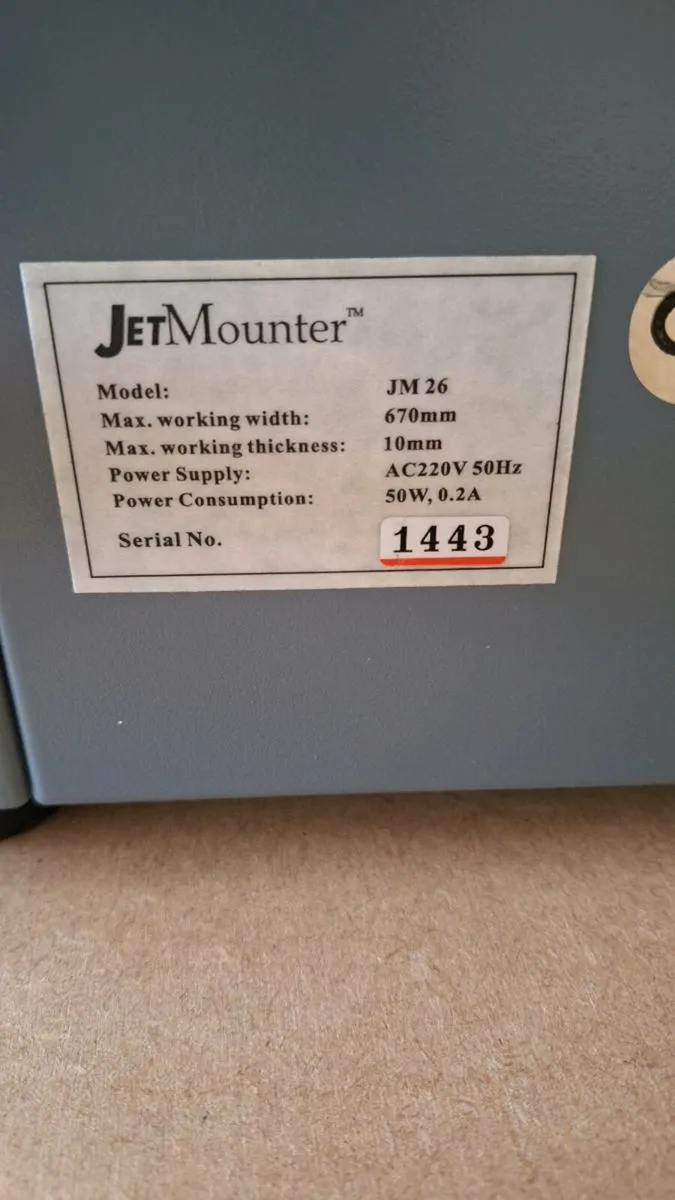 JETMounter™
Model: JM 26
Max. working width: 670mm
Max. working thickness: 10mm
Power Supply: AC220V 50Hz
Power Consumption: 50W, 0.2A
Serial No. 1443